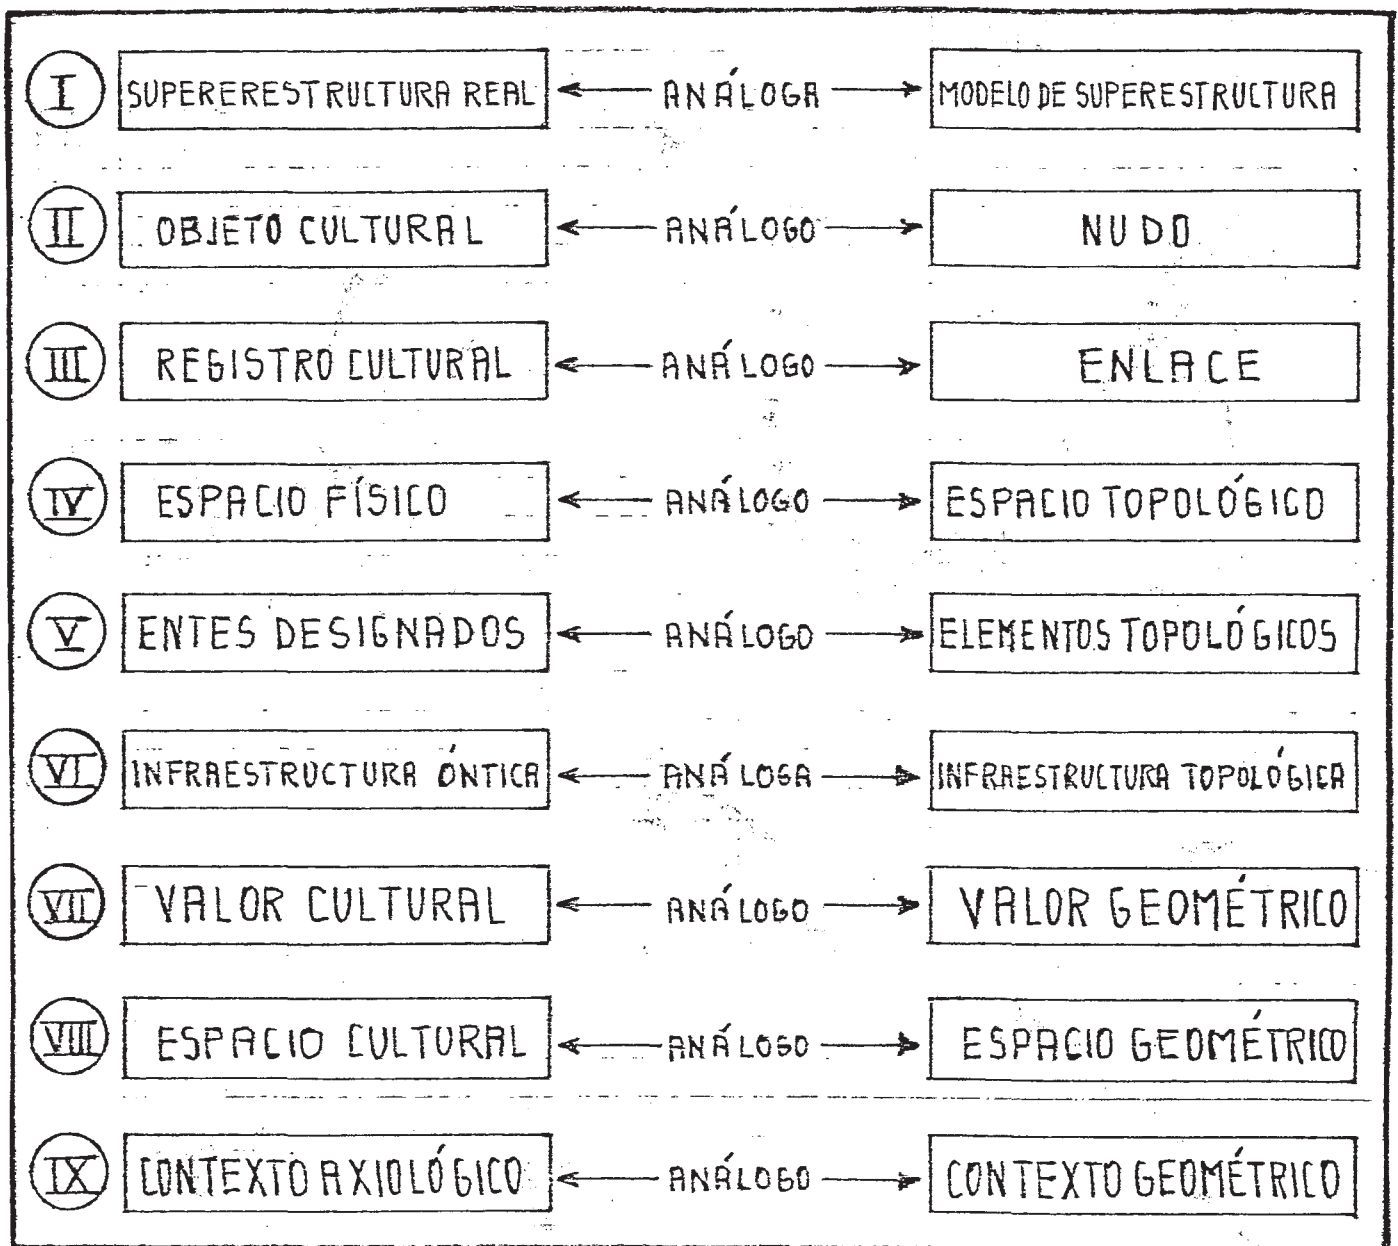 I SUPERERESTRUCTURA REAL ANÁLOGA MODELO DE SUPERESTRUCTURA
II OBJETO CULTURAL ANÁLOGO NUDO
III REGISTRO CULTURAL ANÁLOGO ENLACE
IV ESPACIO FÍSICO ANÁLOGO ESPACIO TOPOLÓGICO
V ENTES DESIGNADOS ANÁLOGO ELEMENTOS TOPOLÓGICOS
VI INFRAESTRUCTURA ÓNTICA ANÁLOGA INFRAESTRUCTURA TOPOLÓGICA
VII VALOR CULTURAL ANÁLOGO VALOR GEOMÉTRICO
VIII ESPACIO CULTURAL ANÁLOGO ESPACIO GEOMÉTRICO
IX CONTEXTO AXIOLÓGICO ANÁLOGO CONTEXTO GEOMÉTRICO